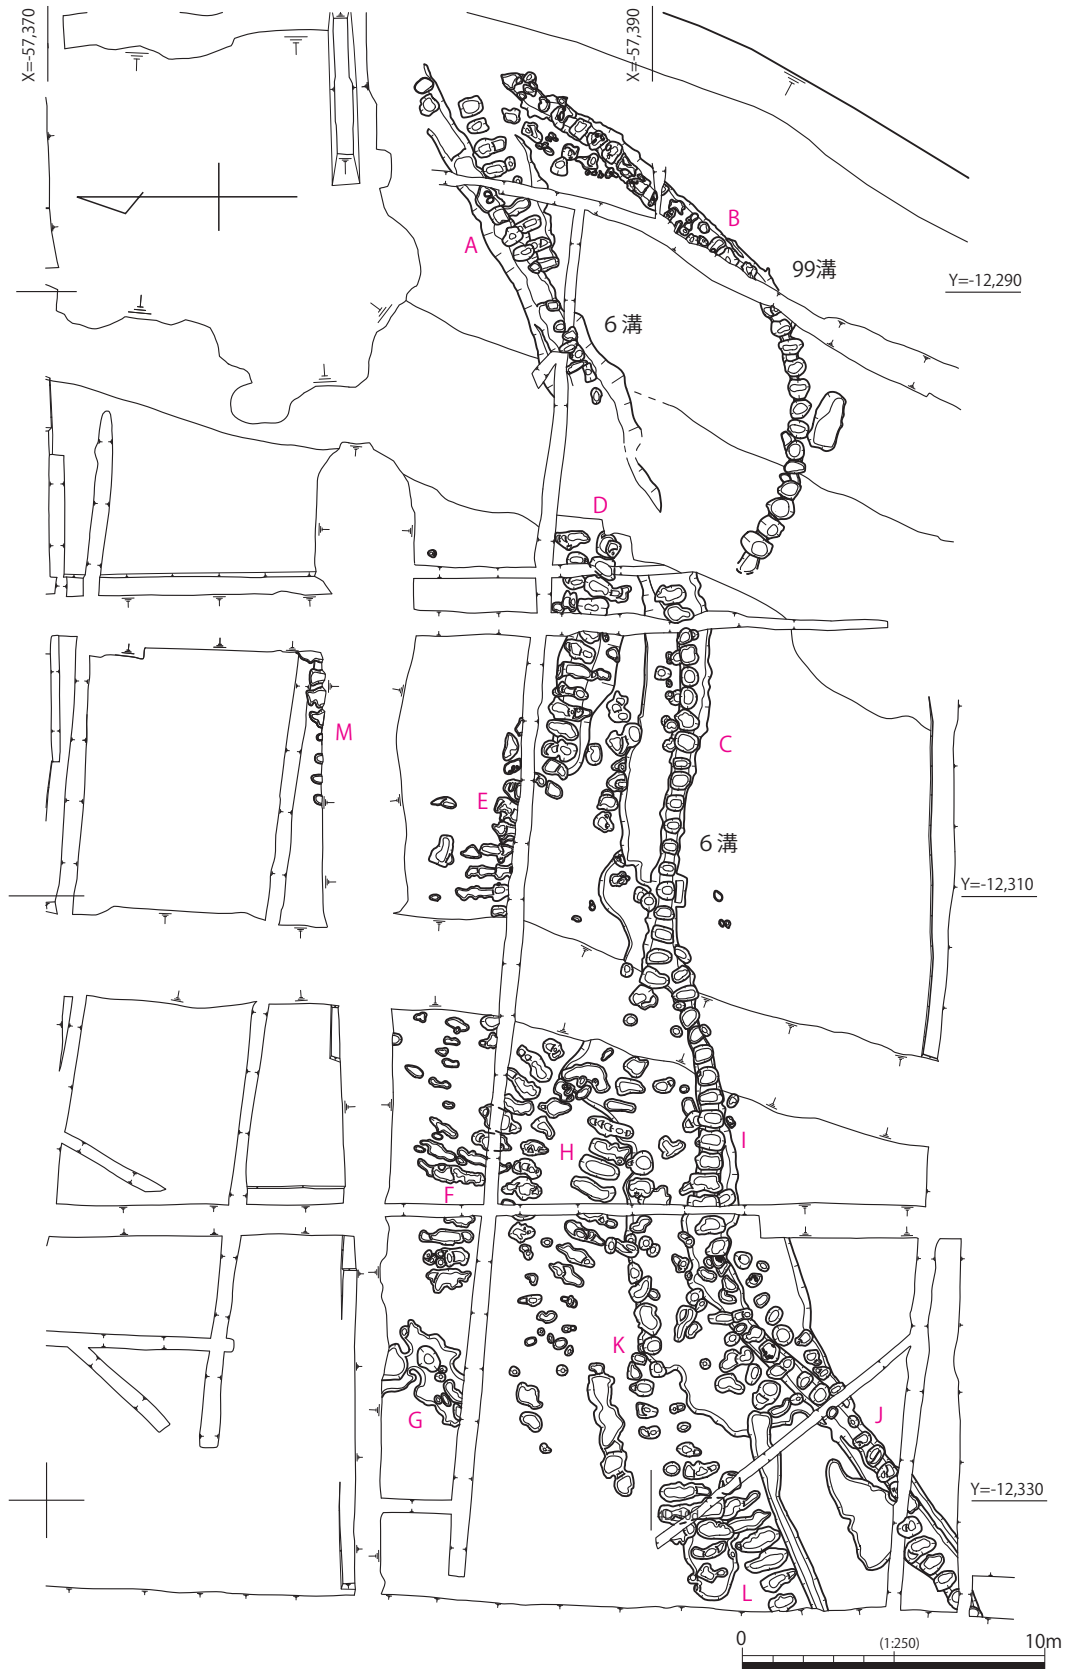 X=-57,370
X=-57,390
A
B
99溝
Y=-12,290
6溝
D
M
C
E
6溝
Y=-12,310
H
I
F
K
G
J
Y=-12,330
L
0
(1:250)
10m